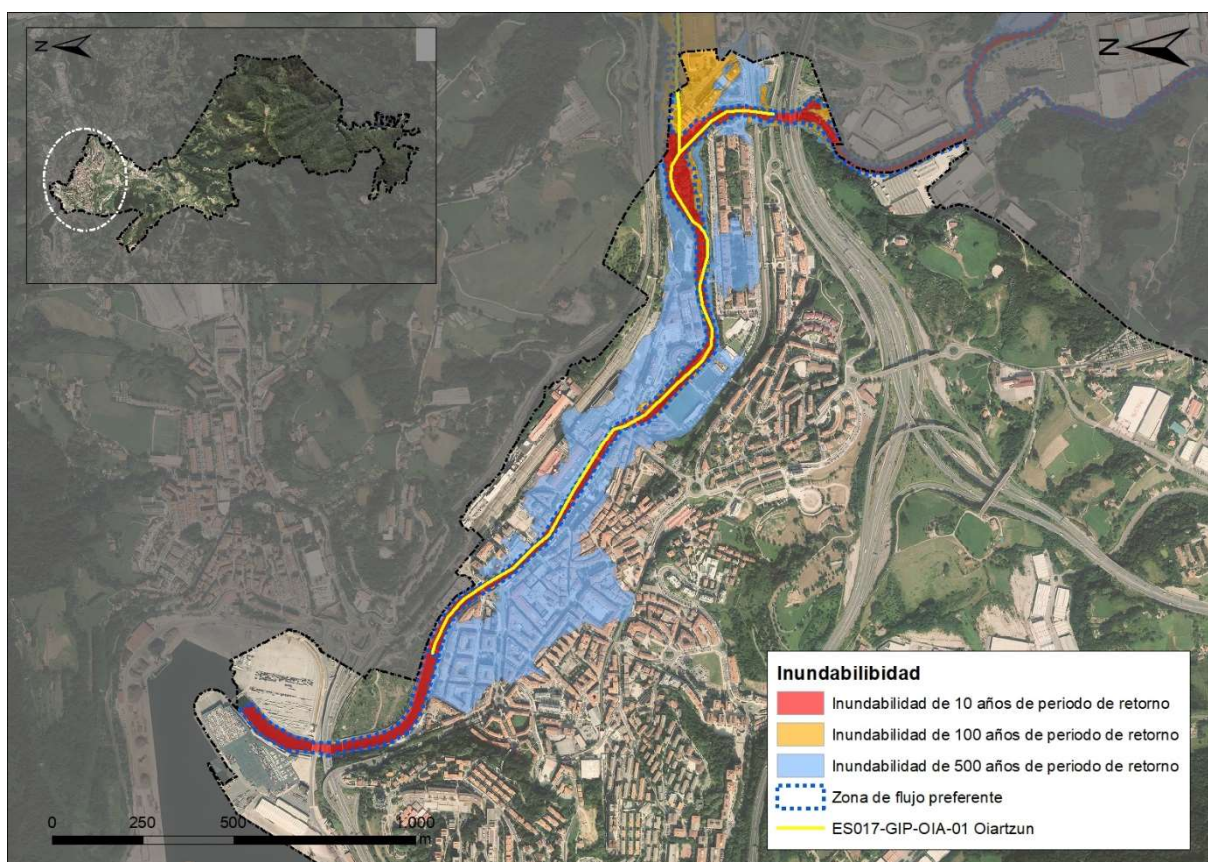 N
N
Inundabilibidad
Inundabilidad de 10 años de periodo de retorno
Inundabilidad de 100 años de periodo de retorno
Inundabilidad de 500 años de periodo de retorno
Zona de flujo preferente
ES017-GIP-OIA-01 Oiartzun
0 250 500 1.000
m